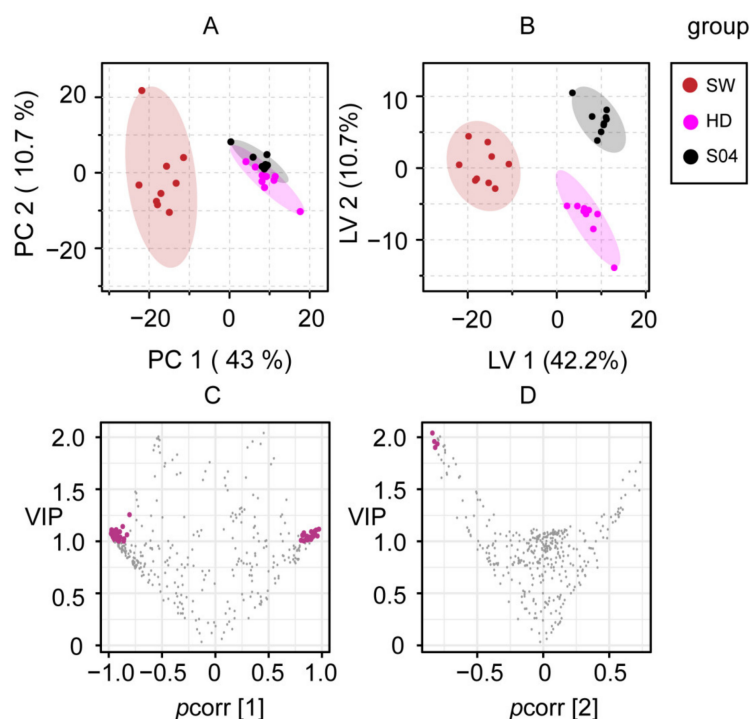 A
B
group
SW
HD
S04
PC 2 ( 10.7 %)
20
0
−20
−20
0
20
PC 1 ( 43 %)
LV 2 (10.7%)
10
0
−10
−20
0
20
LV 1 (42.2%)
C
D
VIP
2.0
1.5
1.0
0.5
0
−1.0
−0.5
0
0.5
1.0
pcorr [1]
VIP
2.0
1.5
1.0
0.5
0
−0.5
0
0.5
pcorr [2]